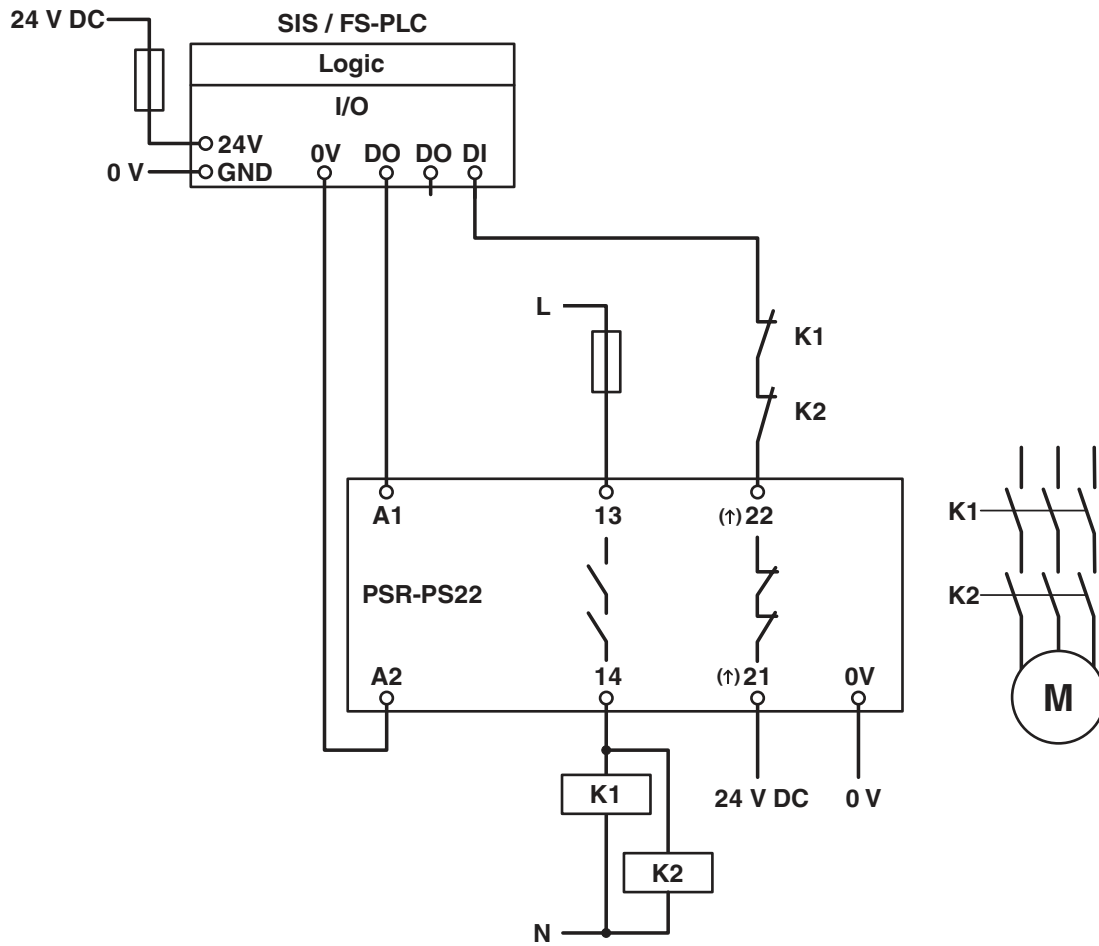 24 V DC
SIS / FS-PLC
Logic
I/O
24V
0V DO DO DI
0 V
GND
L
K1
K2
A1 13 (↑) 22
K1
PSR-PS22
K2
A2 14 (↑) 21 0V
M
K1
24 V DC 0 V
K2
N